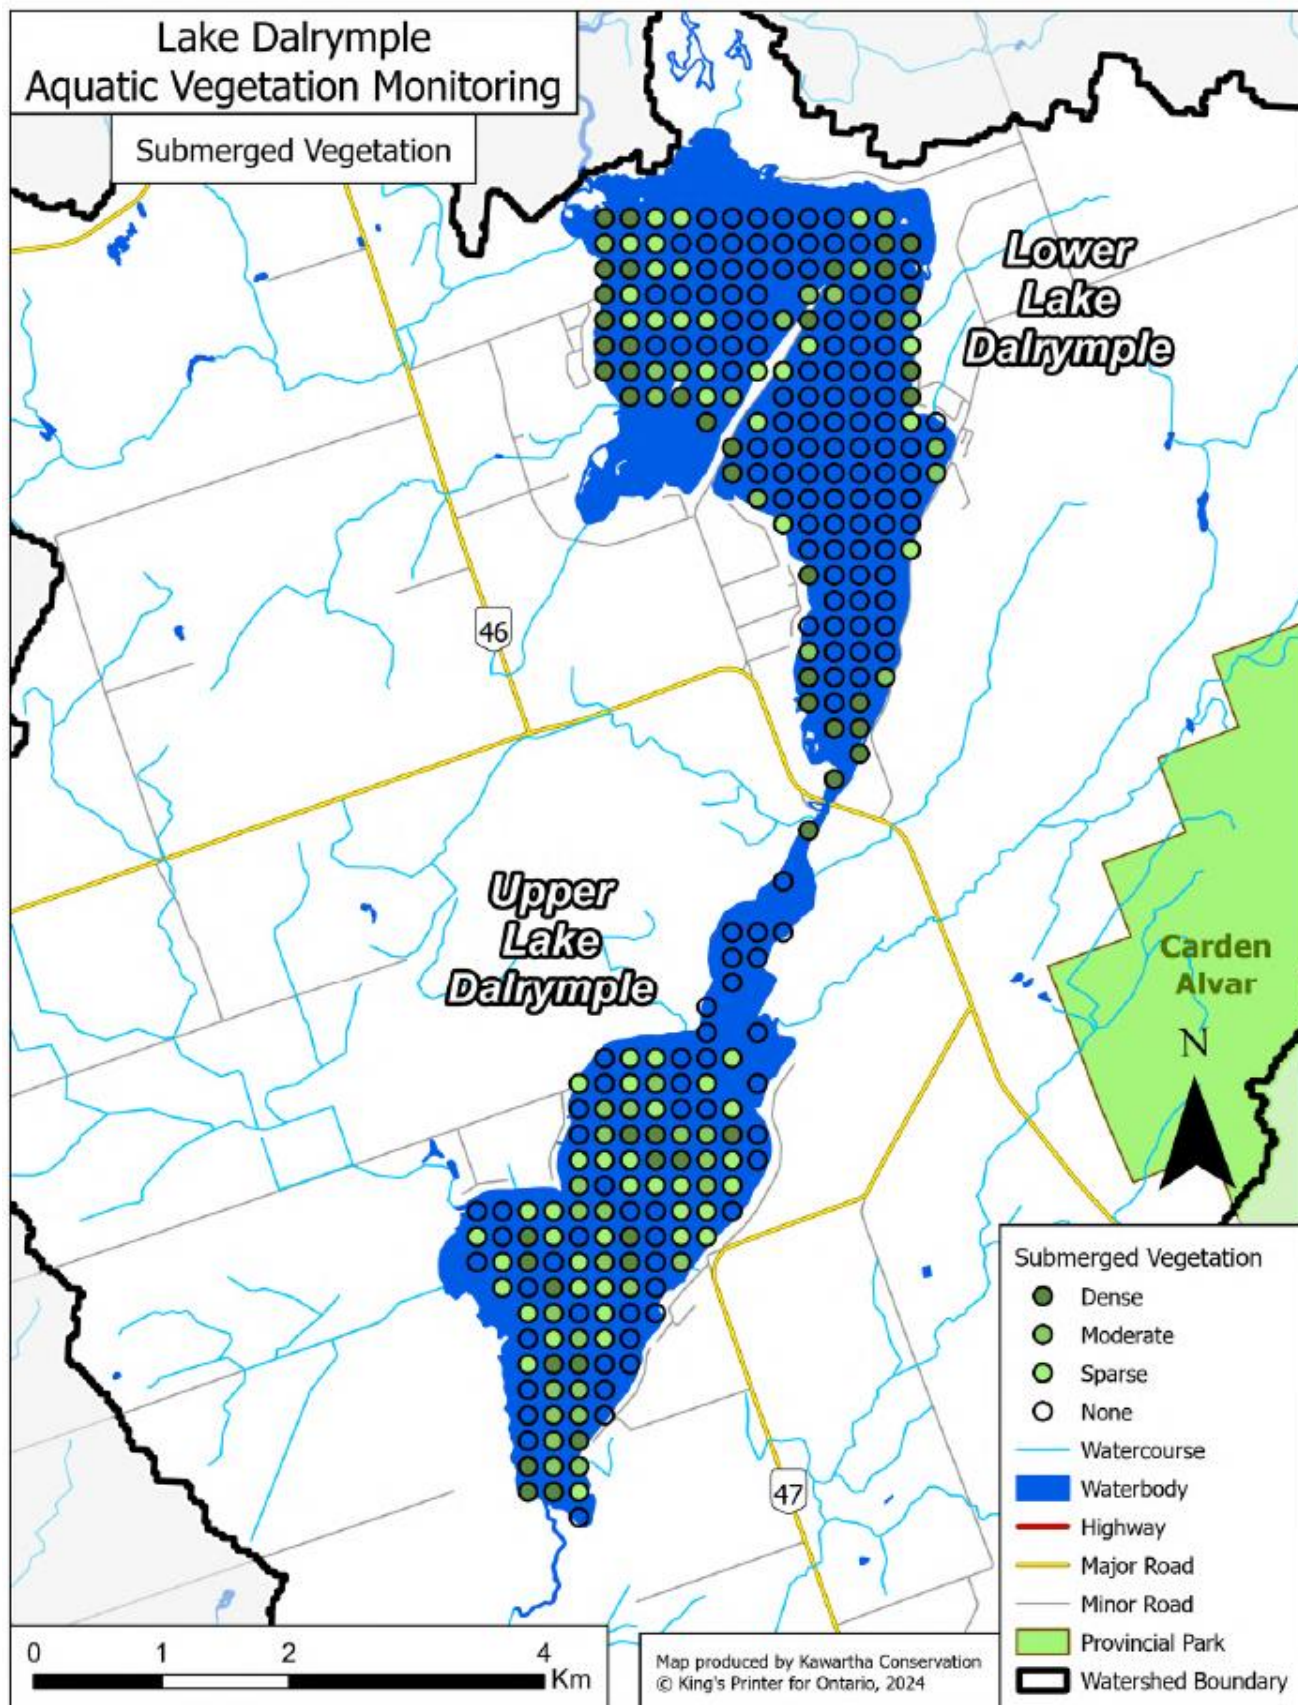 Lake Dalrymple
Aquatic Vegetation Monitoring
Submerged Vegetation
Lower
Lake
Dalrymple
46
Upper
Lake
Dalrymple
Carden
Alvar
N
47
Submerged Vegetation
Dense
Moderate
Sparse
None
Watercourse
Waterbody
Highway
Major Road
Minor Road
Provincial Park
Watershed Boundary
0 1 2 4
Km
Map produced by Kawartha Conservation
© King's Printer for Ontario, 2024